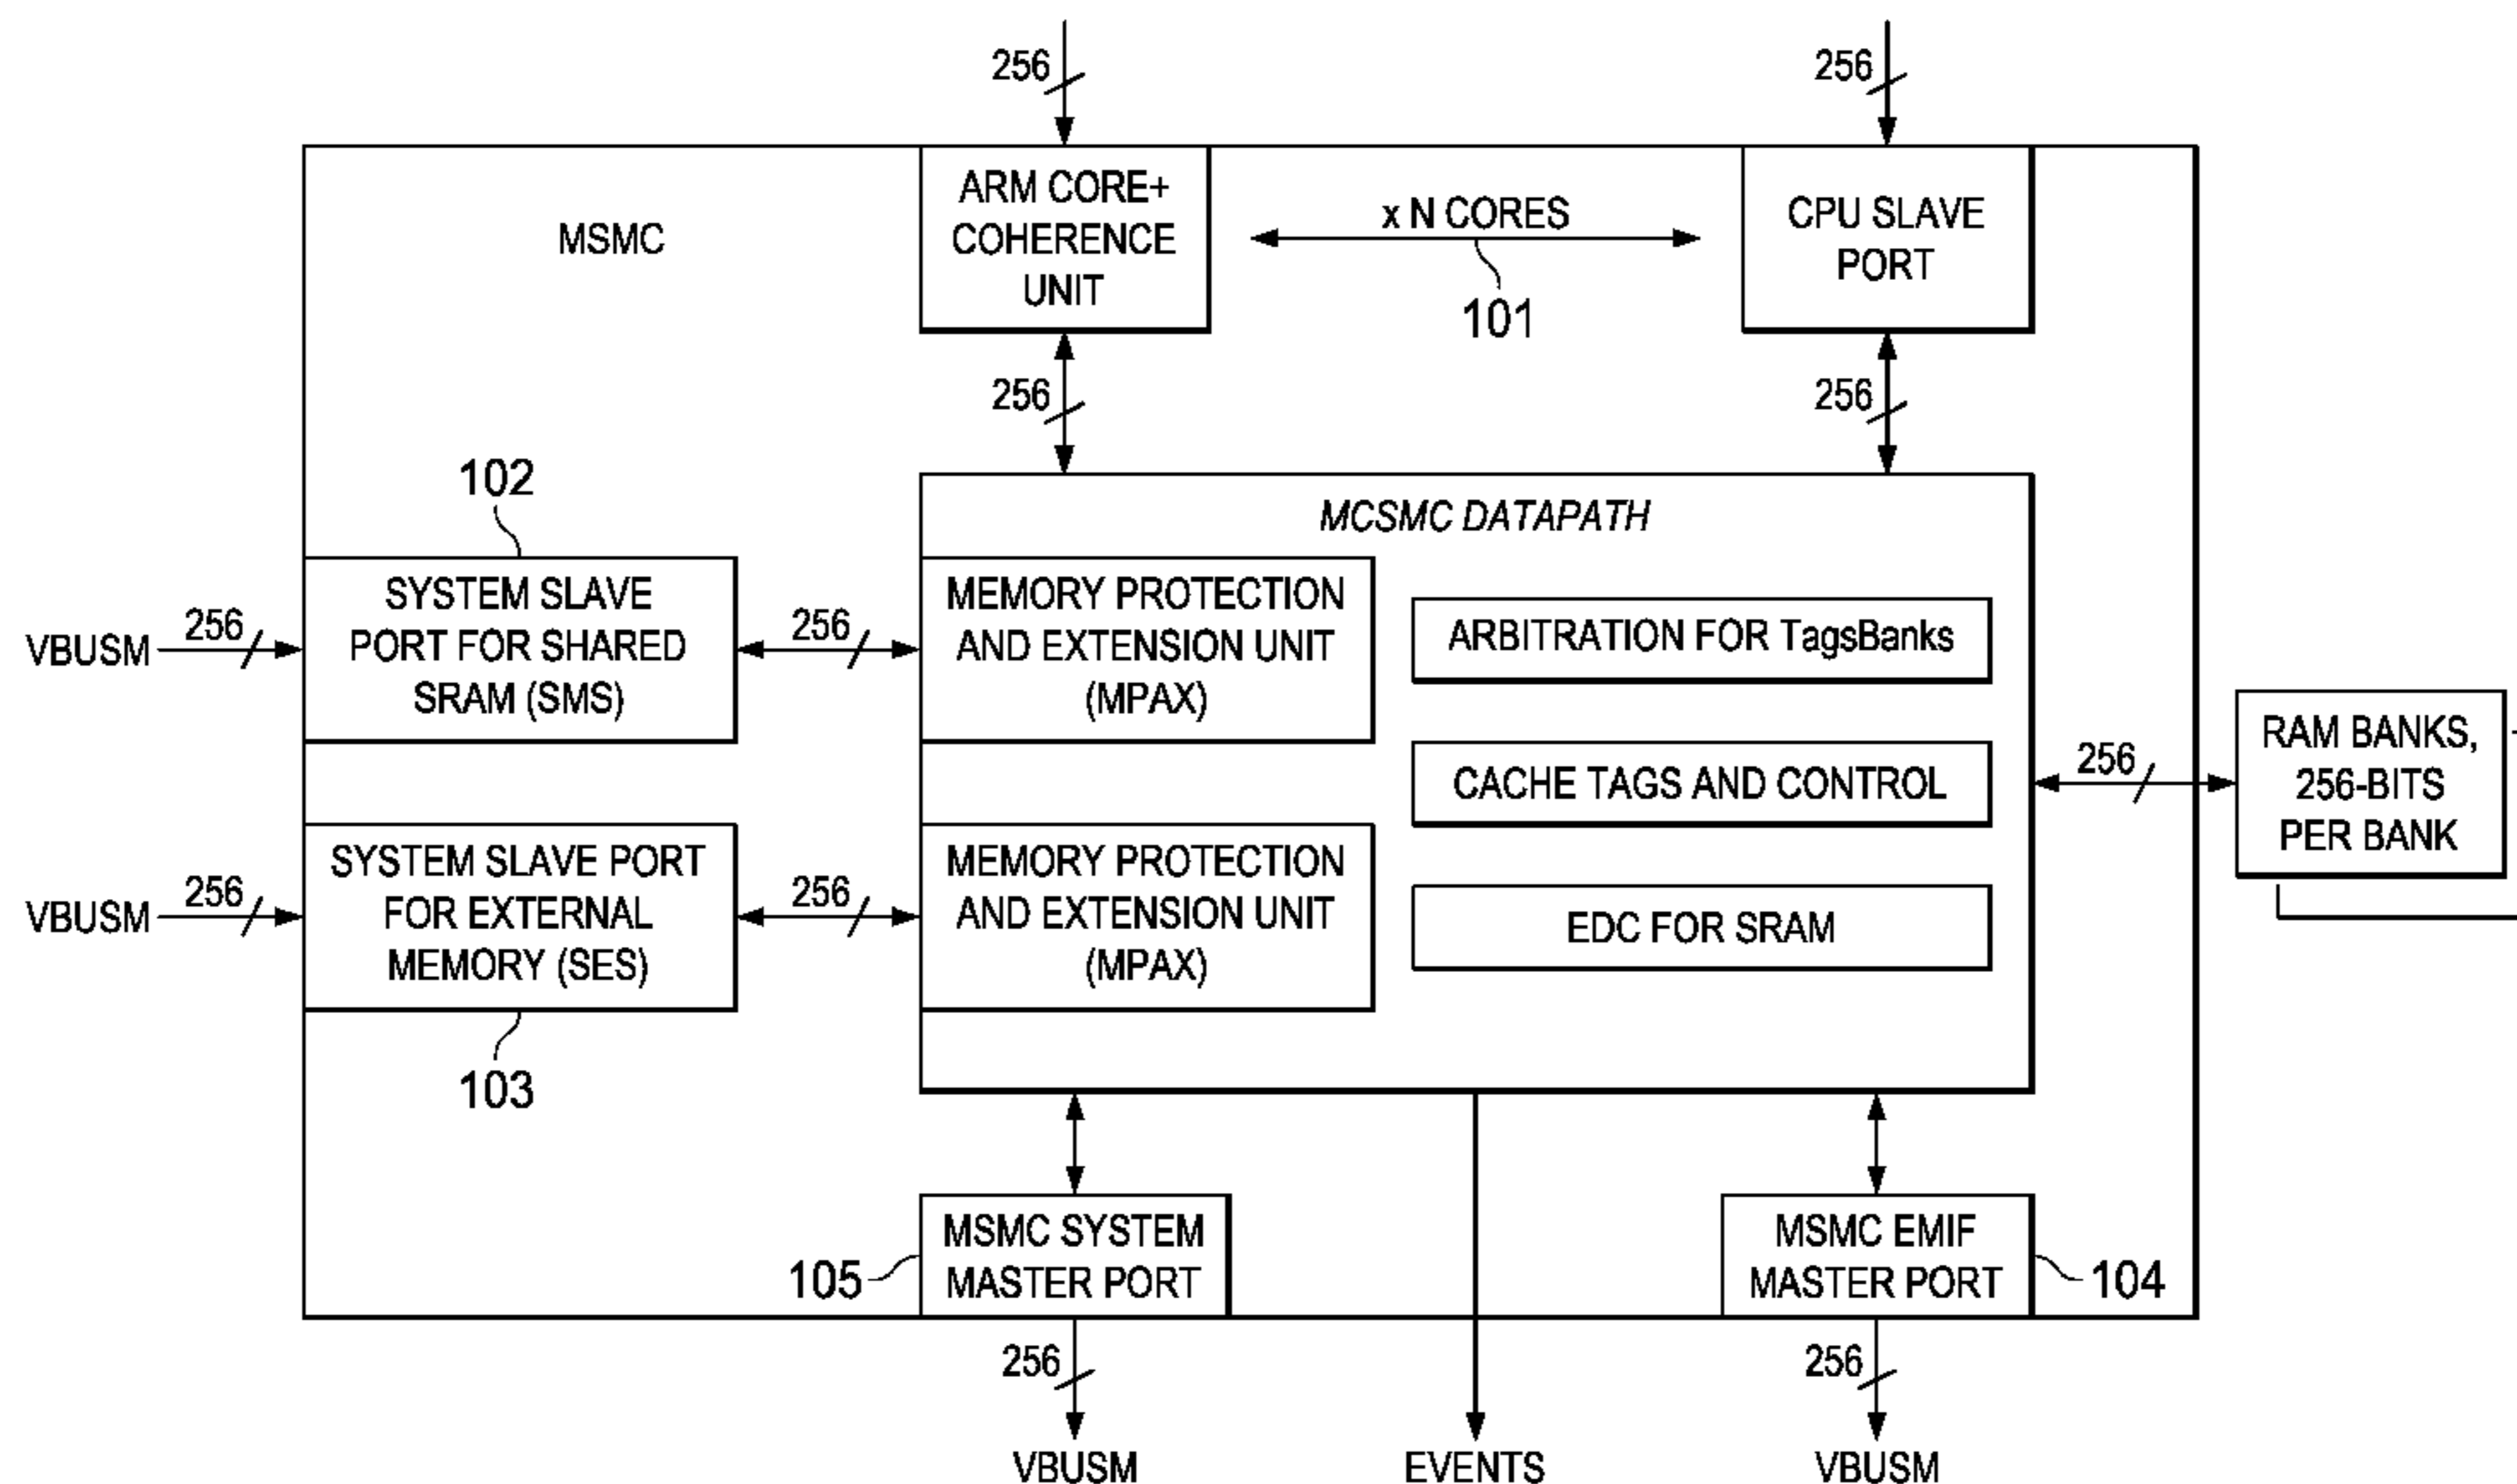 256
256
MSMC
ARM CORE+
COHERENCE
UNIT
x N CORES
101
CPU SLAVE
PORT
256
256
102
MCSMC DATAPATH
VBUSM
256
SYSTEM SLAVE
PORT FOR SHARED
SRAM (SMS)
256
MEMORY PROTECTION
AND EXTENSION UNIT
(MPAX)
ARBITRATION FOR TagsBanks
CACHE TAGS AND CONTROL
EDC FOR SRAM
256
RAM BANKS,
256-BITS
PER BANK
VBUSM
256
SYSTEM SLAVE PORT
FOR EXTERNAL
MEMORY (SES)
256
MEMORY PROTECTION
AND EXTENSION UNIT
(MPAX)
103
105
MSMC SYSTEM
MASTER PORT
MSMC EMIF
MASTER PORT
104
256
256
VBUSM
EVENTS
VBUSM